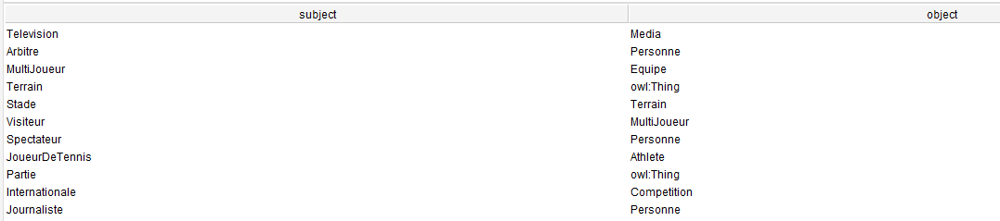 subject object
Television Media
Arbitre Personne
MultiJoueur Equipe
Terrain owl:Thing
Stade Terrain
Visiteur MultiJoueur
Spectateur Personne
JoueurDeTennis Athlete
Partie owl:Thing
Internationale Competition
Journaliste Personne